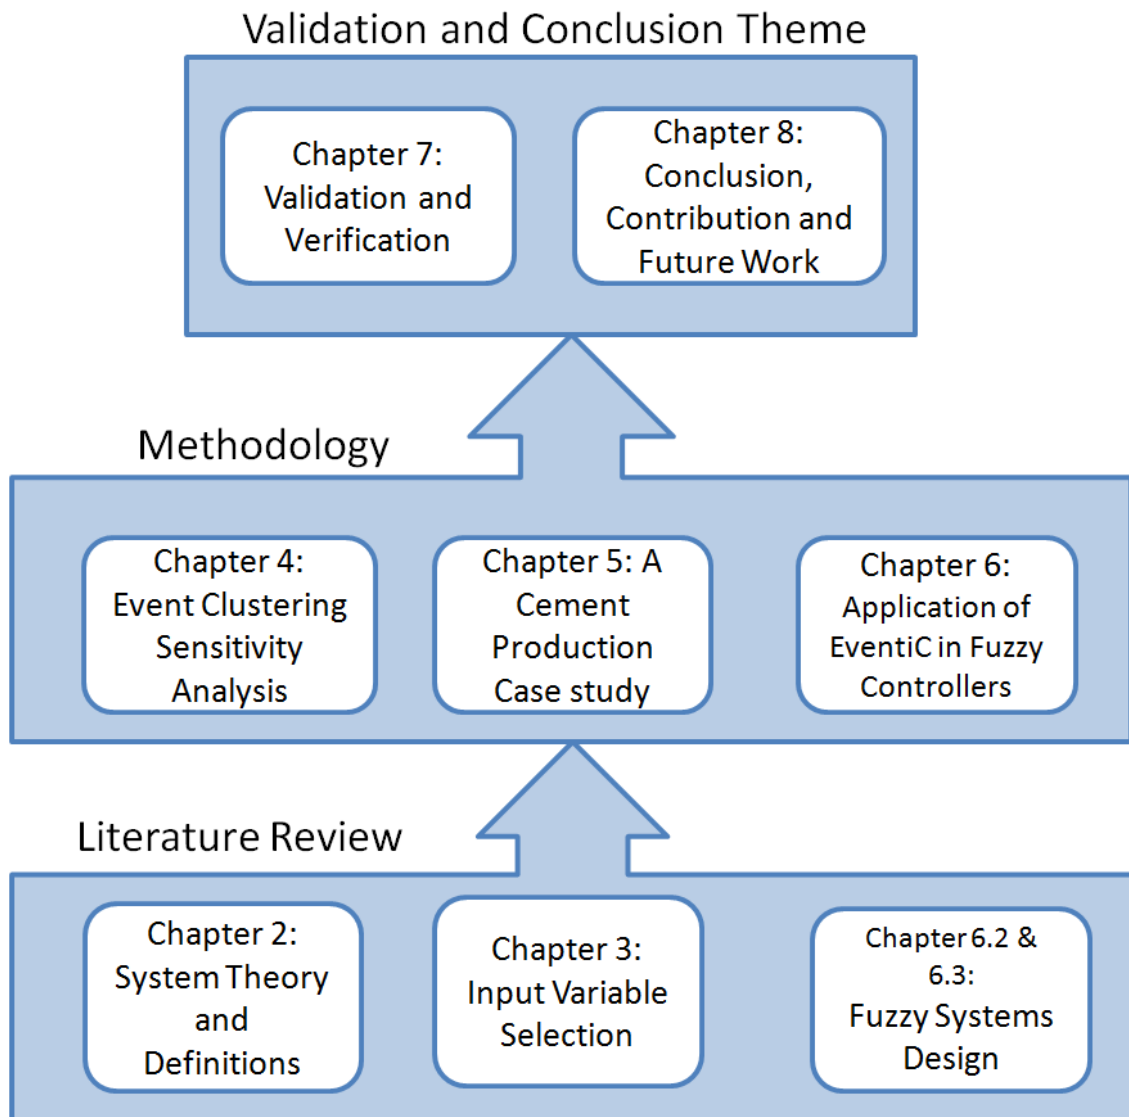 Validation and Conclusion Theme
Chapter 7:
Validation and
Verification
Chapter 8:
Conclusion,
Contribution and
Future Work
Methodology
Chapter 4:
Event Clustering
Sensitivity
Analysis
Chapter 5: A
Cement
Production
Case study
Chapter 6:
Application of
EventiC in Fuzzy
Controllers
Literature Review
Chapter 2:
System Theory
and
Definitions
Chapter 3:
Input Variable
Selection
Chapter 6.2 &
6.3:
Fuzzy Systems
Design